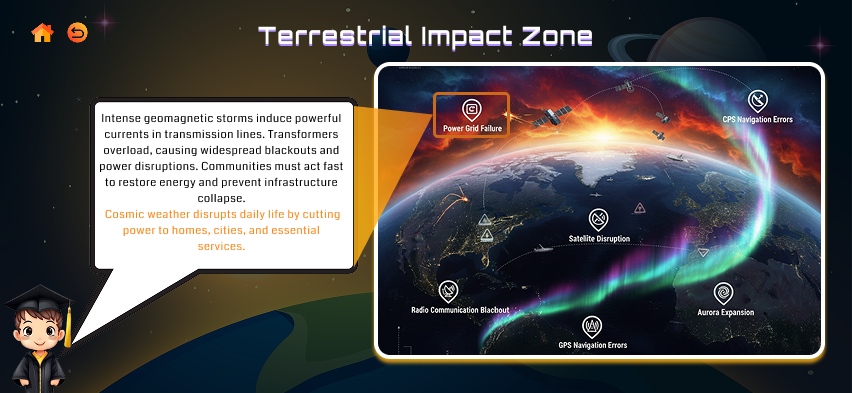 Terrestrial Impact Zone
Intense geomagnetic storms induce powerful
currents in transmission lines. Transformers
overload, causing widespread blackouts and
power disruptions. Communities must act fast
to restore energy and prevent infrastructure
collapse.
Cosmic weather disrupts daily life by cutting
power to homes, cities, and essential
services.
Power Grid Failure
CPS Navigation Errors
Satellite Disruption
Radio Communication Blackout
Aurora Expansion
GPS Navigation Errors